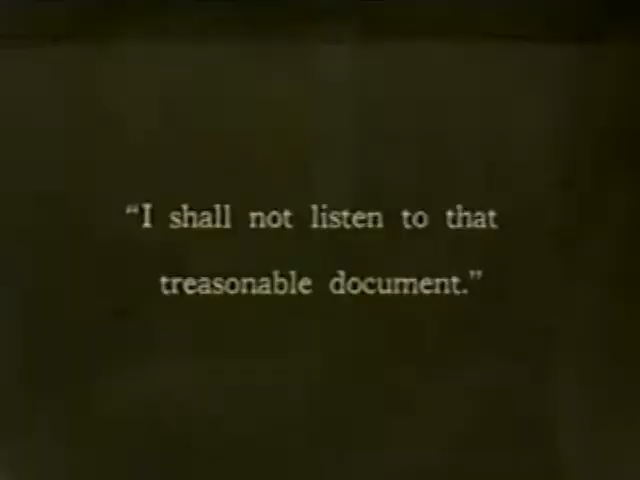 “I shall not listen to that
treasonable document.”